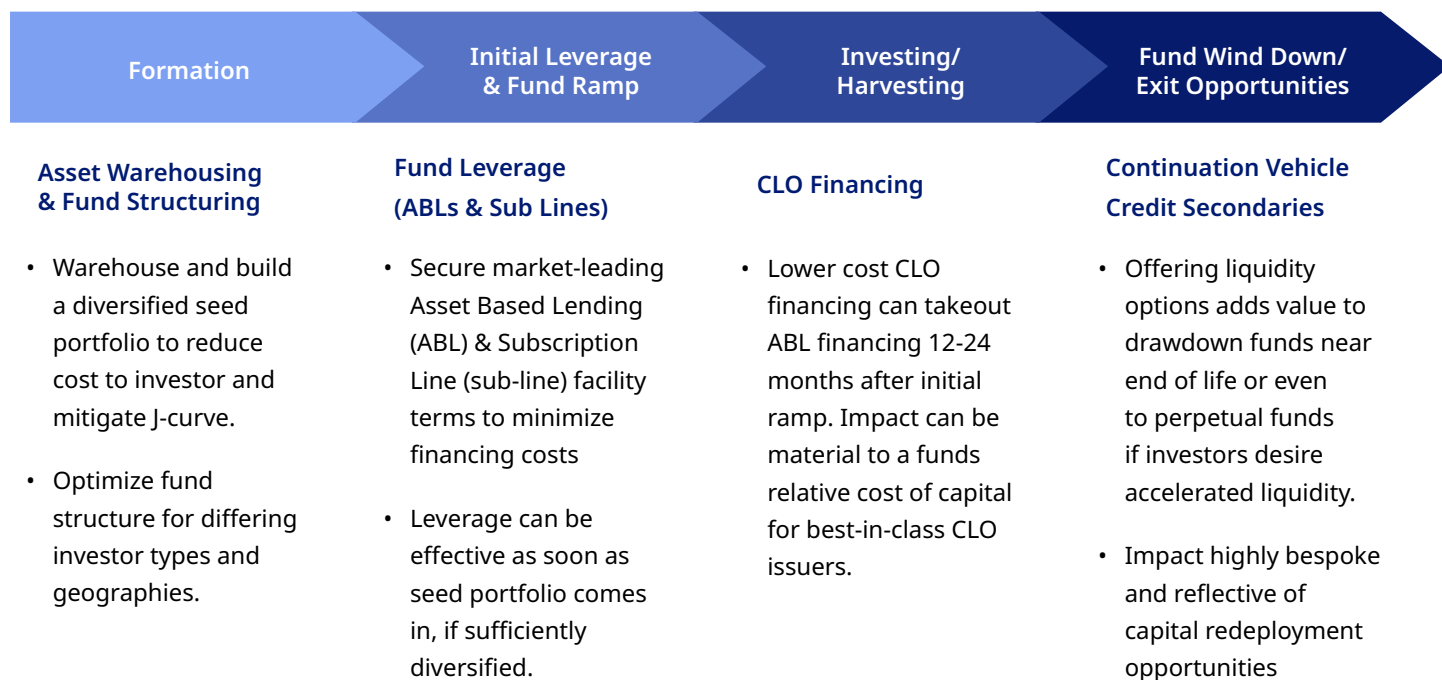 Formation
Initial Leverage
& Fund Ramp
Investing/
Harvesting
Fund Wind Down/
Exit Opportunities
Asset Warehousing
& Fund Structuring
• Warehouse and build
a diversified seed
portfolio to reduce
cost to investor and
mitigate J-curve.
• Optimize fund
structure for differing
investor types and
geographies.
Fund Leverage
(ABLs & Sub Lines)
• Secure market-leading
Asset Based Lending
(ABL) & Subscription
Line (sub-line) facility
terms to minimize
financing costs
• Leverage can be
effective as soon as
seed portfolio comes
in, if sufficiently
diversified.
CLO Financing
• Lower cost CLO
financing can takeout
ABL financing 12-24
months after initial
ramp. Impact can be
material to a funds
relative cost of capital
for best-in-class CLO
issuers.
Continuation Vehicle
Credit Secondaries
• Offering liquidity
options adds value to
drawdown funds near
end of life or even
to perpetual funds
if investors desire
accelerated liquidity.
• Impact highly bespoke
and reflective of
capital redeployment
opportunities